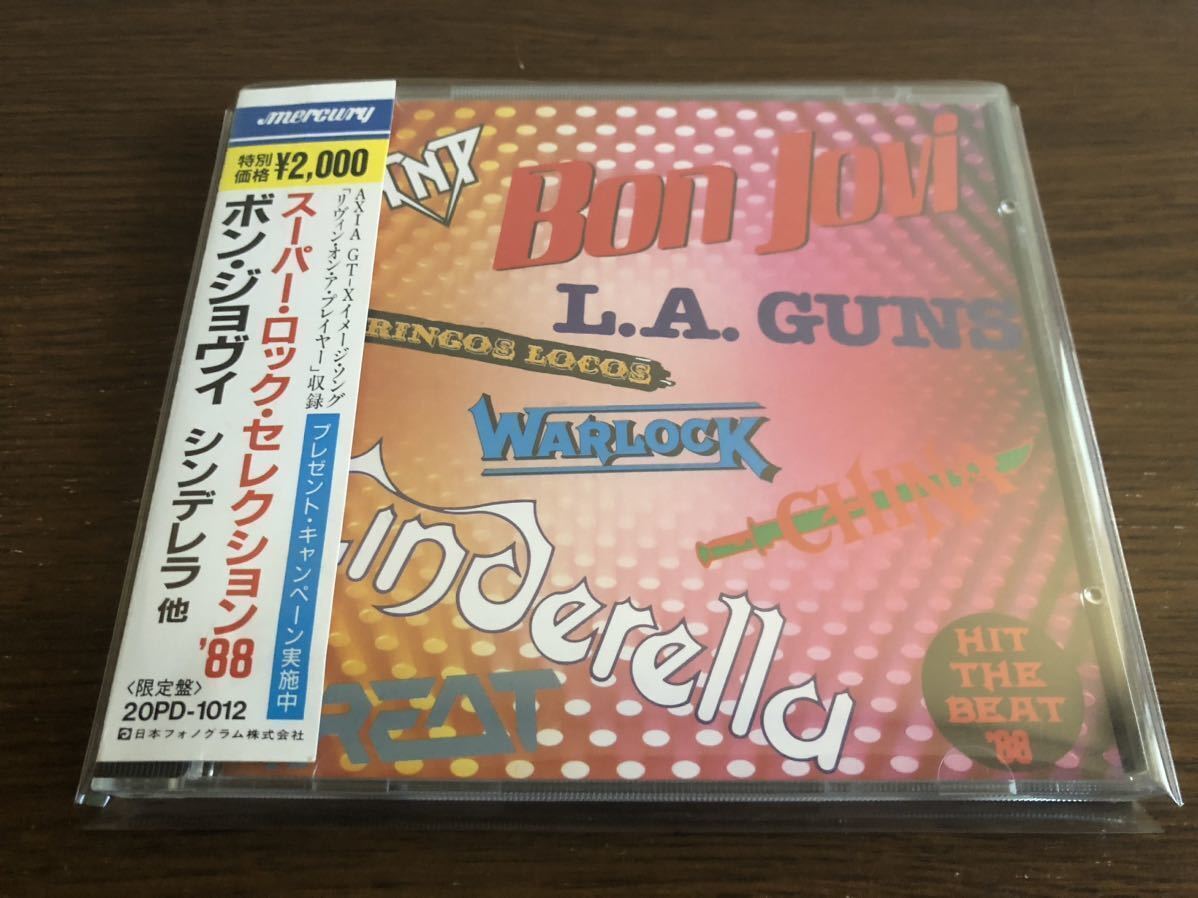 mercury
特別価格 ¥2,000
AXIA GT-Xイメージ・ソング
「リヴィン・オン・ア・プレイヤー」収録
スーパー・ロック・セレクション'88
ボン・ジョヴィ シンデレラ 他
プレゼント・キャンペーン実施中
〈限定盤〉
20PD-1012
日本フォノグラム株式会社
TNT
Bon Jovi
L.A. GUNS
RINGOS LOCOS
WARLOCK
CHINA
Cinderella
REAT
HIT
THE
BEAT
'88